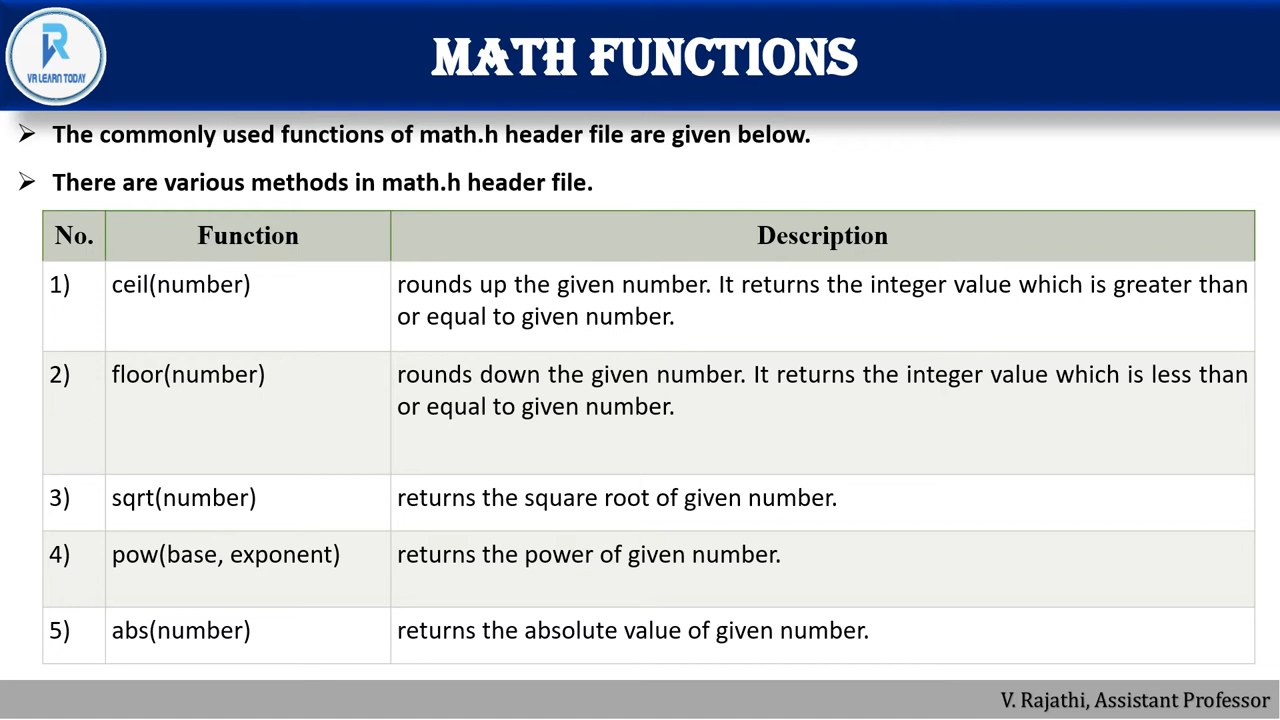 VR LEARN TODAY
MATH FUNCTIONS
➢ The commonly used functions of math.h header file are given below.
➢ There are various methods in math.h header file.
No. Function Description
1) ceil(number) rounds up the given number. It returns the integer value which is greater than
or equal to given number.
2) floor(number) rounds down the given number. It returns the integer value which is less than
or equal to given number.
3) sqrt(number) returns the square root of given number.
4) pow(base, exponent) returns the power of given number.
5) abs(number) returns the absolute value of given number.
V. Rajathi, Assistant Professor